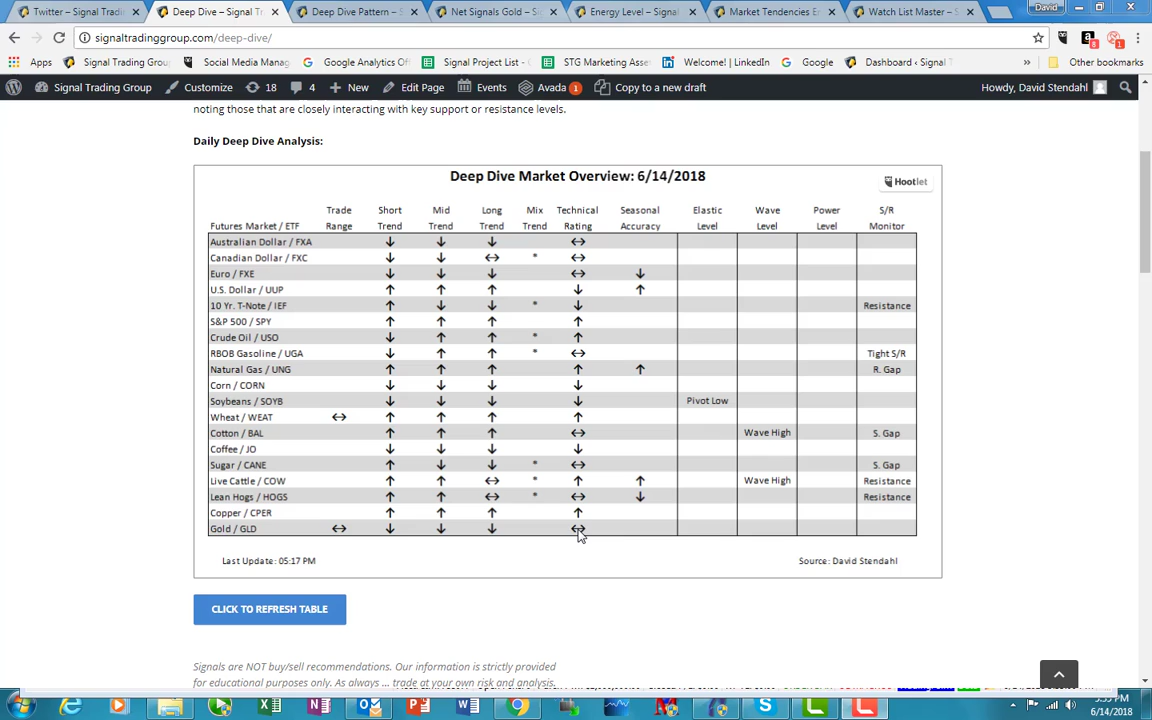 Twitter – Signal Tradi
Deep Dive – Signal T
Deep Dive Pattern – S
Net Signals Gold – S
Energy Level – Signal
Market Tendencies E
Watch List Master – S
David
signaltradinggroup.com/deep-dive/
8
1
Apps
Signal Trading Grou
Social Media Manag
Google Analytics Of
Signal Project List -
STG Marketing Asse
Welcome! | LinkedIn
Google
Dashboard ‹ Signal T
»
Other bookmarks
Signal Trading Group
Customize
18
4
+ New
Edit Page
Events
Avada 1
Copy to a new draft
Howdy, David Stendahl
noting those that are closely interacting with key support or resistance levels.
Daily Deep Dive Analysis:
Deep Dive Market Overview: 6/14/2018
Hootlet
Futures Market / ETF Trade Range Short Trend Mid Trend Long Trend Mix Trend Technical Rating Seasonal Accuracy Elastic Level Wave Level Power Level S/R Monitor
Australian Dollar / FXA ↓ ↓ ↓ ↔
Canadian Dollar / FXC ↓ ↓ ↔ * ↔
Euro / FXE ↓ ↓ ↓ ↔ ↓
U.S. Dollar / UUP ↑ ↑ ↑ ↓ ↑
10 Yr. T-Note / IEF ↑ ↓ ↓ * ↓ Resistance
S&P 500 / SPY ↑ ↑ ↑ ↑
Crude Oil / USO ↓ ↑ ↑ * ↑
RBOB Gasoline / UGA ↓ ↑ ↑ * ↔ Tight S/R
Natural Gas / UNG ↑ ↑ ↑ ↑ ↑ R. Gap
Corn / CORN ↓ ↓ ↓ ↓
Soybeans / SOYB ↓ ↓ ↓ ↓ Pivot Low
Wheat / WEAT ↔ ↑ ↑ ↑ ↑
Cotton / BAL ↑ ↑ ↑ ↔ Wave High S. Gap
Coffee / JO ↓ ↓ ↓ ↓
Sugar / CANE ↑ ↓ ↓ * ↔ S. Gap
Live Cattle / COW ↑ ↑ ↔ * ↑ ↑ Wave High Resistance
Lean Hogs / HOGS ↑ ↑ ↔ * ↔ ↓ Resistance
Copper / CPER ↑ ↑ ↑ ↑
Gold / GLD ↔ ↓ ↓ ↓ ↔
Last Update: 05:17 PM
Source: David Stendahl
CLICK TO REFRESH TABLE
Signals are NOT buy/sell recommendations. Our information is strictly provided
for educational purposes only. As always ... trade at your own risk and analysis.
6/14/2018